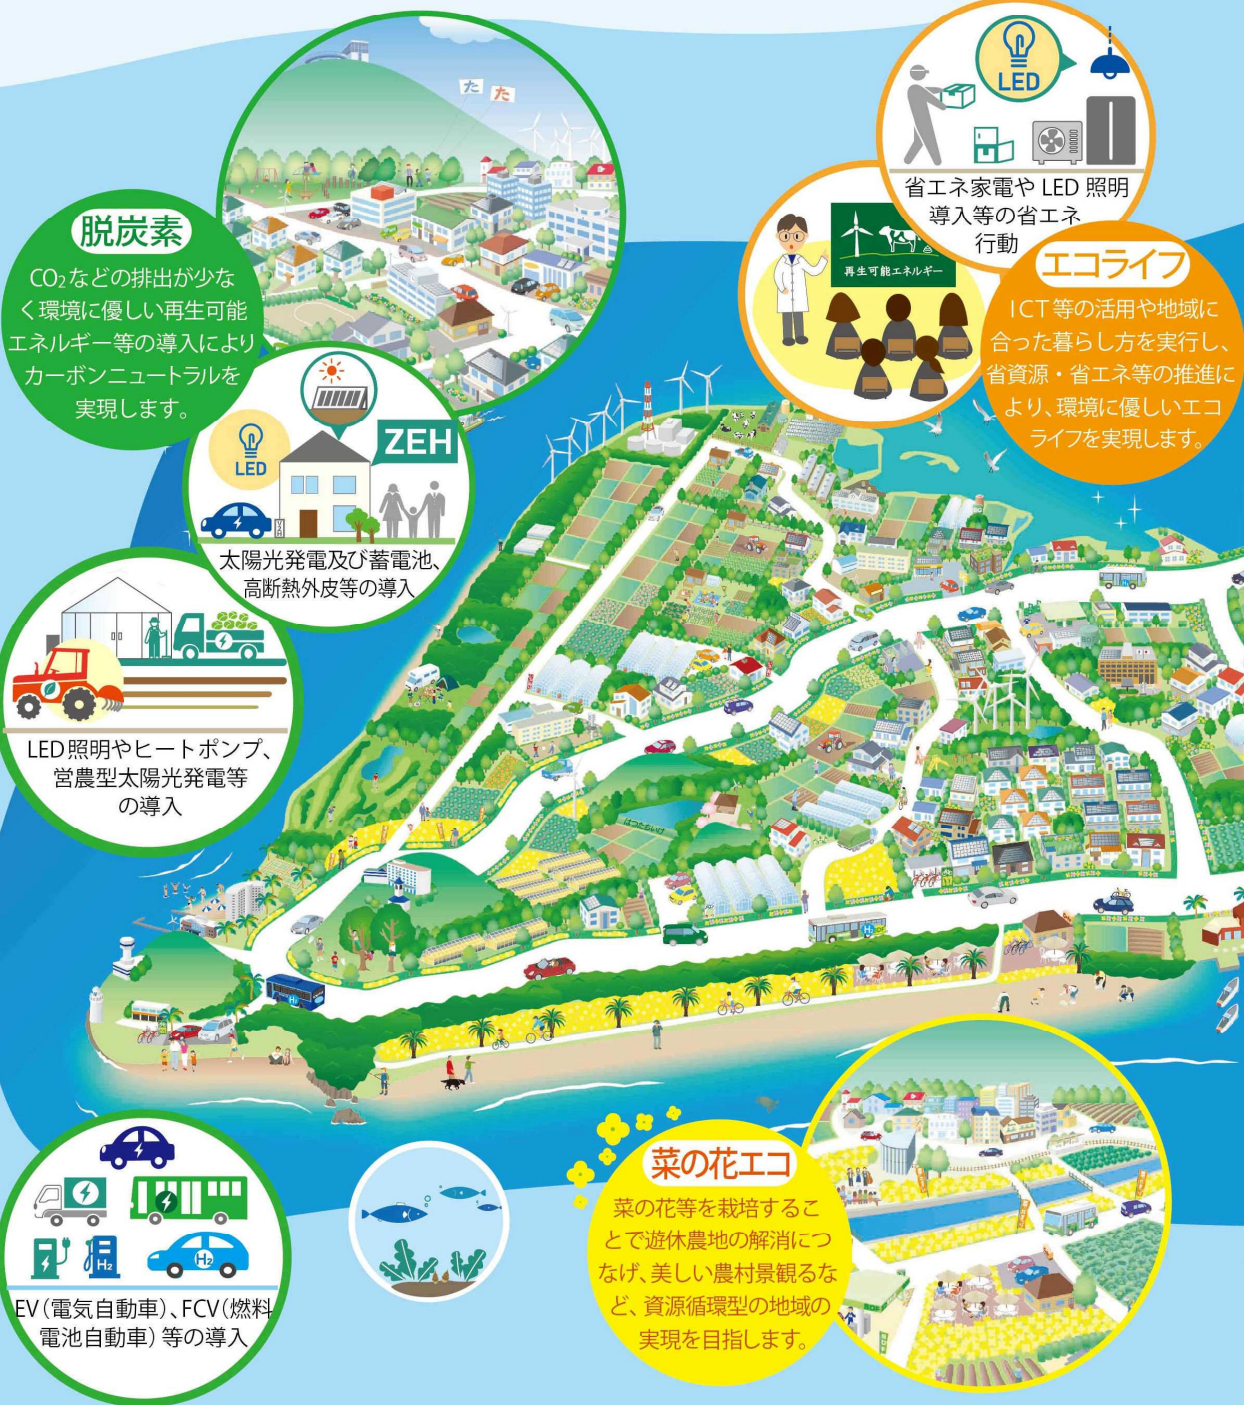 た
た
脱炭素
CO₂などの排出が少な
く環境に優しい再生可能
エネルギー等の導入により
カーボンニュートラルを
実現します。
LED
ZEH
太陽光発電及び蓄電池、
高断熱外皮等の導入
LED照明やヒートポンプ、
営農型太陽光発電等
の導入
LED
省エネ家電や LED 照明
導入等の省エネ
行動
再生可能エネルギー
エコライフ
ICT等の活用や地域に
合った暮らし方を実行し、
省資源・省エネ等の推進に
より、環境に優しいエコ
ライフを実現します。
はつたちいけ
H₂
H₂
H₂
H₂
EV(電気自動車)、FCV(燃料
電池自動車)等の導入
菜の花エコ
菜の花等を栽培するこ
とで遊休農地の解消につ
なげ、美しい農村景観るな
ど、資源循環型の地域の
実現を目指します。